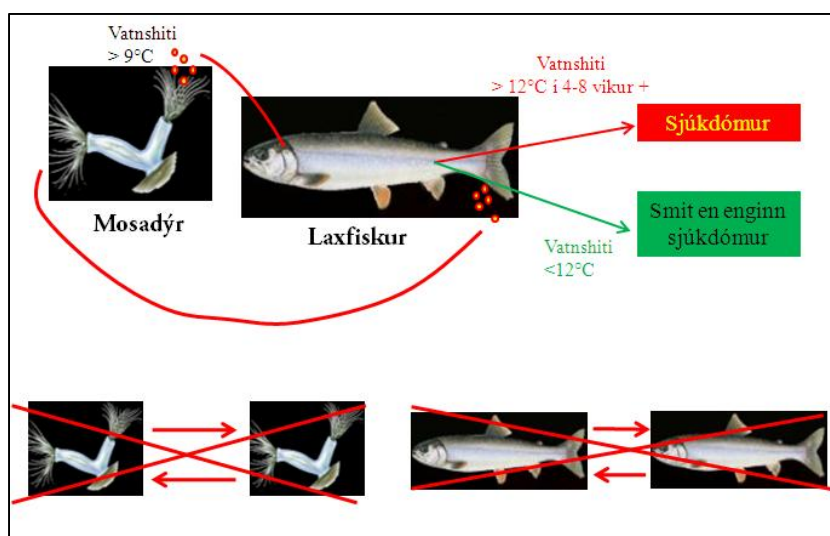 Vatnshiti
> 9°C
Vatnshiti
> 12°C í 4-8 vikur +
Sjúkdómur
Mosadýr
Laxfiskur
Smit en enginn
sjúkdómur
Vatnshiti
<12°C